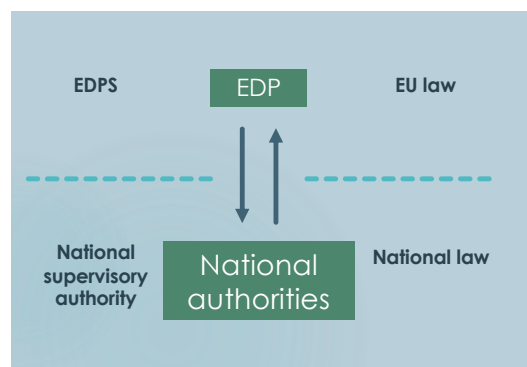 EDPS
EDP
EU law
National
supervisory
authority
National
authorities
National law